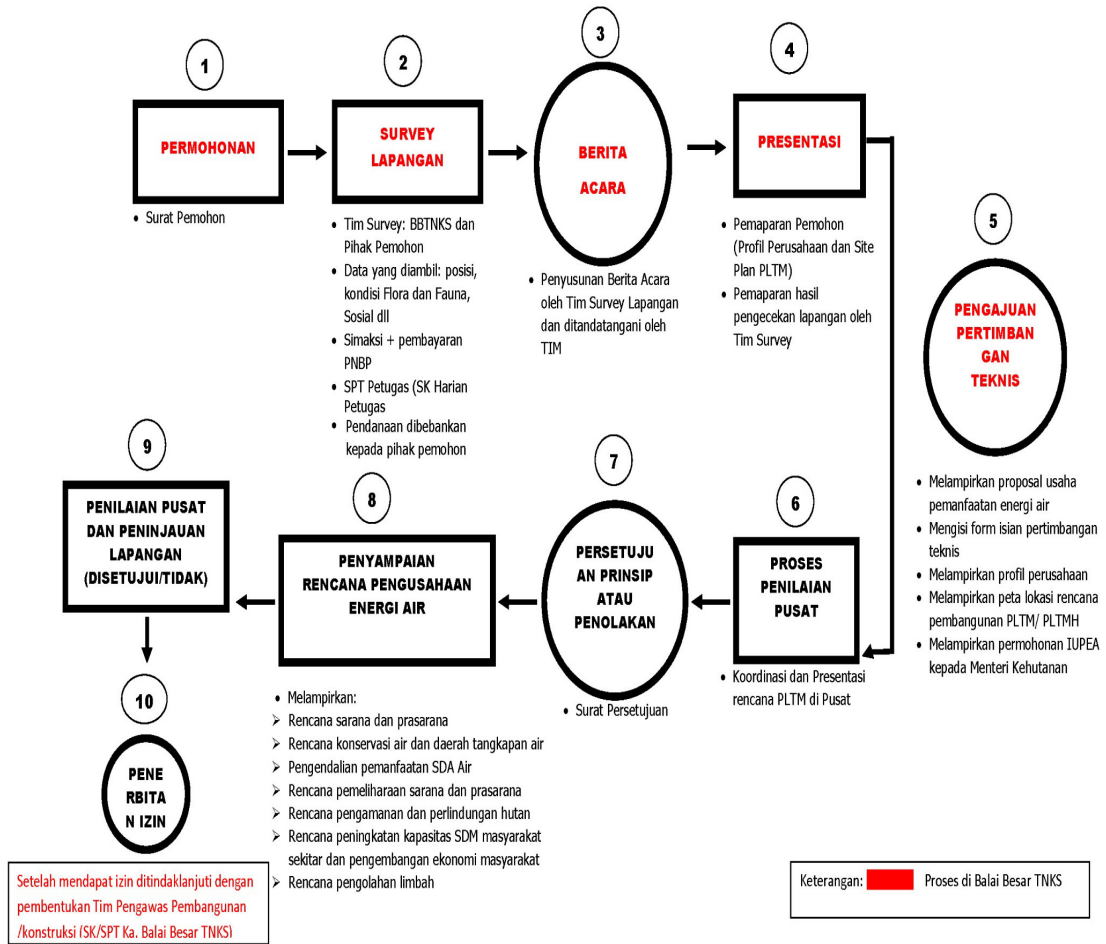 1
PERMOHONAN
• Surat Pemohon
2
SURVEY
LAPANGAN
• Tim Survey: BBTNKS dan
Pihak Pemohon
• Data yang diambil: posisi,
kondisi Flora dan Fauna,
Sosial dll
• Simaksi + pembayaran
PNBP
• SPT Petugas (SK Harian
Petugas
• Pendanaan dibebankan
kepada pihak pemohon
3
BERITA
ACARA
• Penyusunan Berita Acara
oleh Tim Survey Lapangan
dan ditandatangani oleh
TIM
4
PRESENTASI
• Pemaparan Pemohon
(Profil Perusahaan dan Site
Plan PLTM)
• Pemaparan hasil
pengecekan lapangan oleh
Tim Survey
5
PENGAJUAN
PERTIMBAN
GAN
TEKNIS
• Melampirkan proposal usaha
pemanfaatan energi air
• Mengisi form isian pertimbangan
teknis
• Melampirkan profil perusahaan
• Melampirkan peta lokasi rencana
pembangunan PLTM/ PLTMH
• Melampirkan permohonan IUPEA
kepada Menteri Kehutanan
6
PROSES
PENILAIAN
PUSAT
• Koordinasi dan Presentasi
rencana PLTM di Pusat
7
PERSETUJU
AN PRINSIP
ATAU
PENOLAKAN
• Surat Persetujuan
8
PENYAMPAIAN
RENCANA PENGUSAHAAN
ENERGI AIR
• Melampirkan:
➢ Rencana sarana dan prasarana
➢ Rencana konservasi air dan daerah tangkapan air
➢ Pengendalian pemanfaatan SDA Air
➢ Rencana pemeliharaan sarana dan prasarana
➢ Rencana pengamanan dan perlindungan hutan
➢ Rencana peningkatan kapasitas SDM masyarakat
sekitar dan pengembangan ekonomi masyarakat
➢ Rencana pengolahan limbah
9
PENILAIAN PUSAT
DAN PENINJAUAN
LAPANGAN
(DISETUJUI/TIDAK)
10
PENE
RBITA
N IZIN
Setelah mendapat izin ditindaklanjuti dengan
pembentukan Tim Pengawas Pembangunan
/konstruksi (SK/SPT Ka. Balai Besar TNKS)
Keterangan: Proses di Balai Besar TNKS